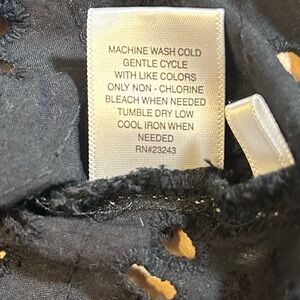 MACHINE WASH COLD
GENTLE CYCLE
WITH LIKE COLORS
ONLY NON - CHLORINE
BLEACH WHEN NEEDED
TUMBLE DRY LOW
COOL IRON WHEN
NEEDED
RN#23243